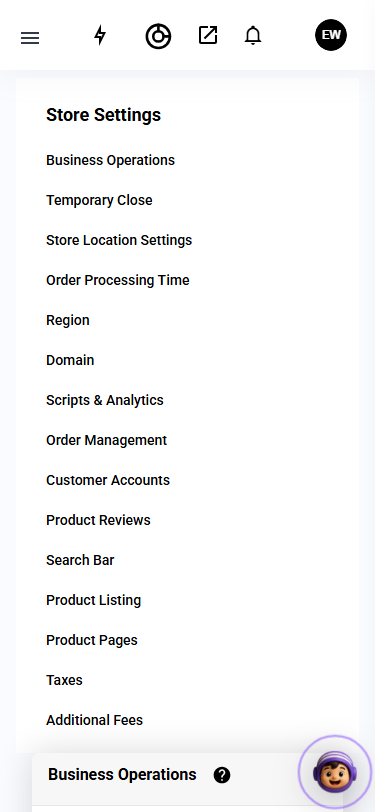 EW
Store Settings
Business Operations
Temporary Close
Store Location Settings
Order Processing Time
Region
Domain
Scripts & Analytics
Order Management
Customer Accounts
Product Reviews
Search Bar
Product Listing
Product Pages
Taxes
Additional Fees
Business Operations ?